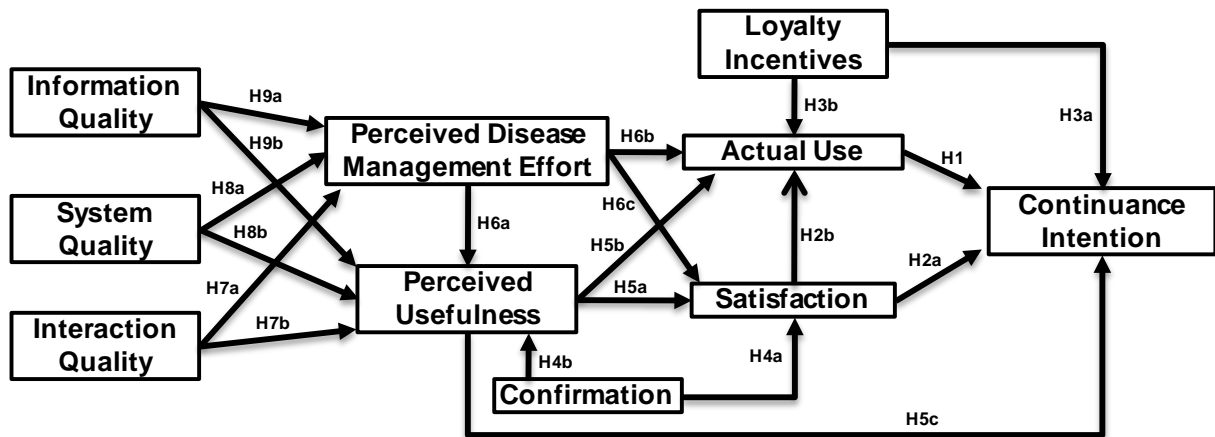 Loyalty
Incentives
Information
Quality
H9a
H3b
H3a
Perceived Disease
Management Effort
H6b
Actual Use
H1
H9b
H8a
System
Quality
H8b
H6a
H6c
H5b
H2b
Continuance
Intention
H7a
H2a
Perceived
Usefulness
H5a
Satisfaction
Interaction
Quality
H7b
H4b
H4a
Confirmation
H5c